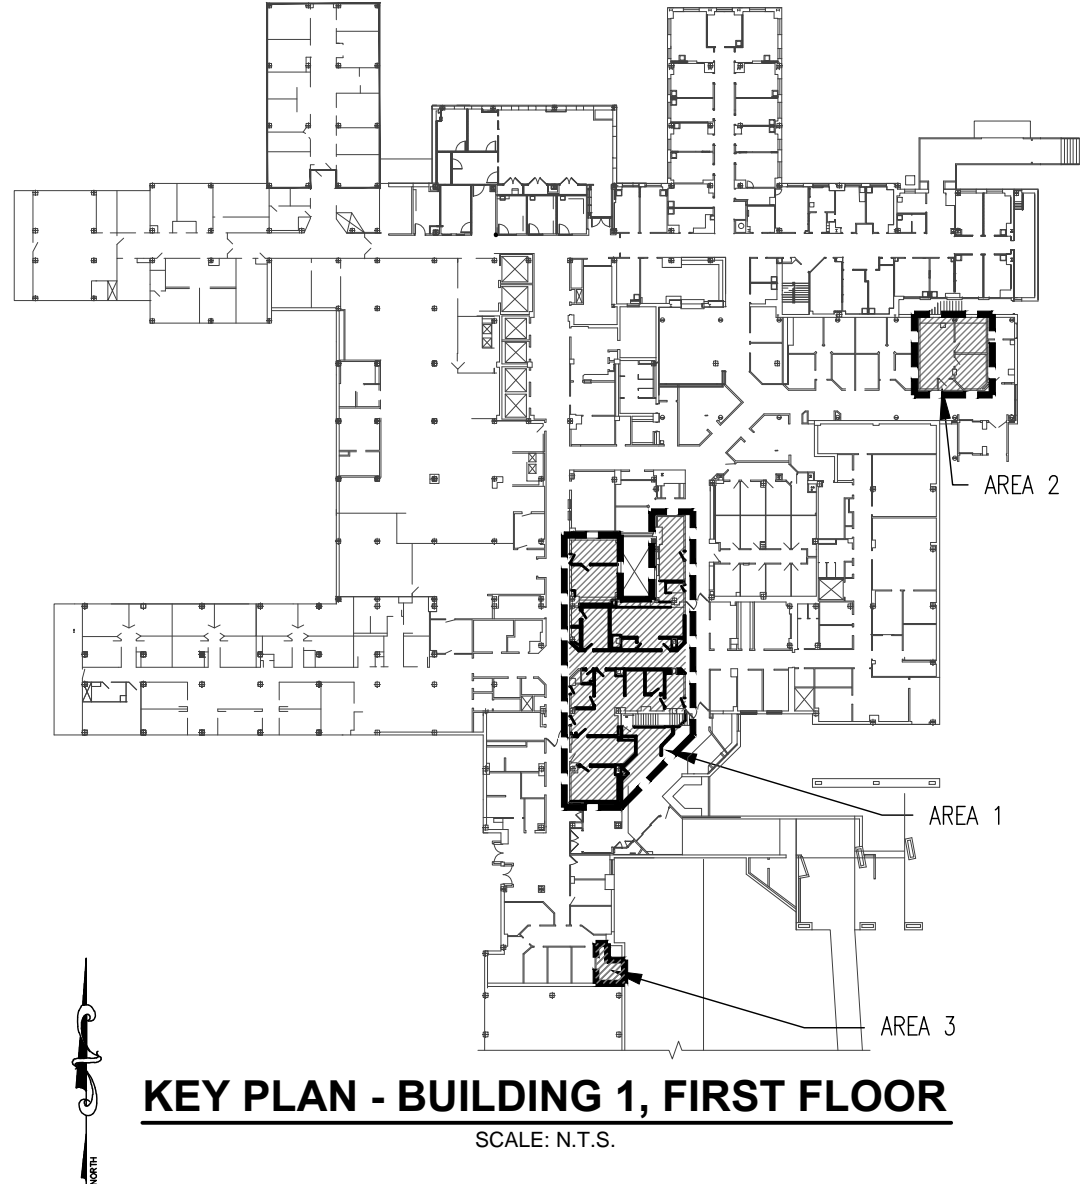 AREA 2
AREA 1
AREA 3
KEY PLAN - BUILDING 1, FIRST FLOOR
SCALE: N.T.S.
NORTH